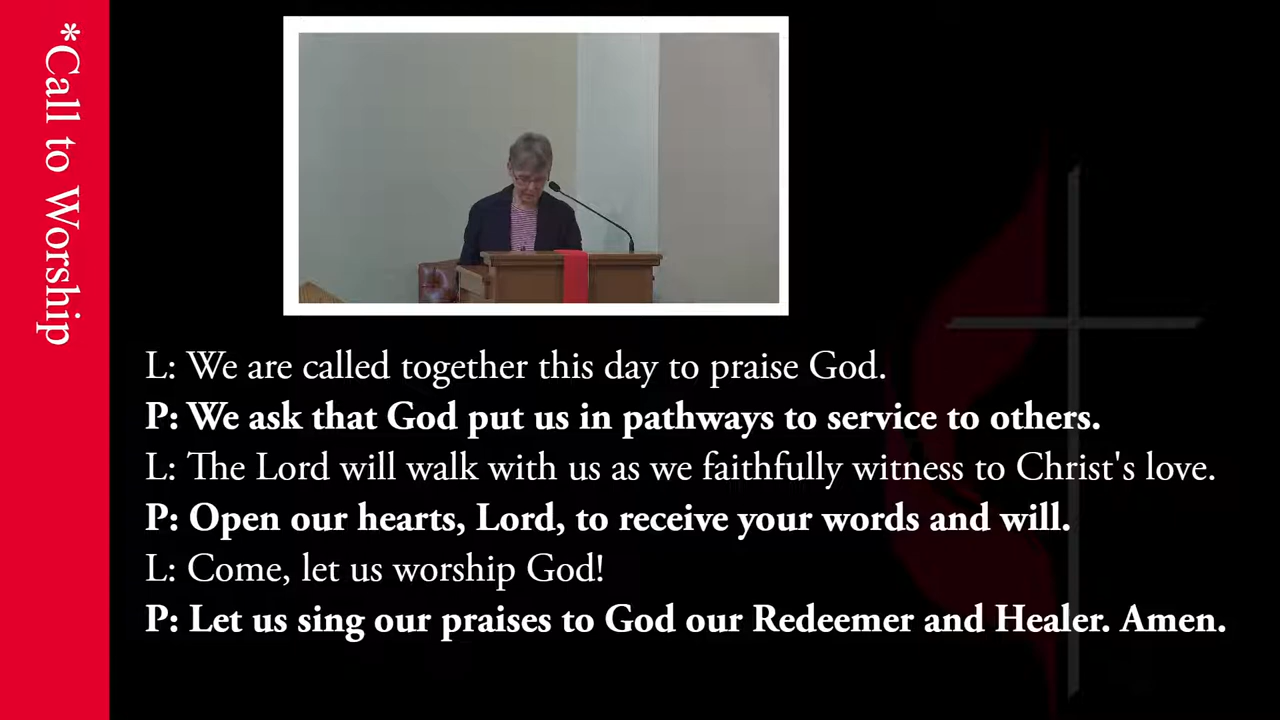 *Call to Worship
L: We are called together this day to praise God.
P: We ask that God put us in pathways to service to others.
L: The Lord will walk with us as we faithfully witness to Christ's love.
P: Open our hearts, Lord, to receive your words and will.
L: Come, let us worship God!
P: Let us sing our praises to God our Redeemer and Healer. Amen.